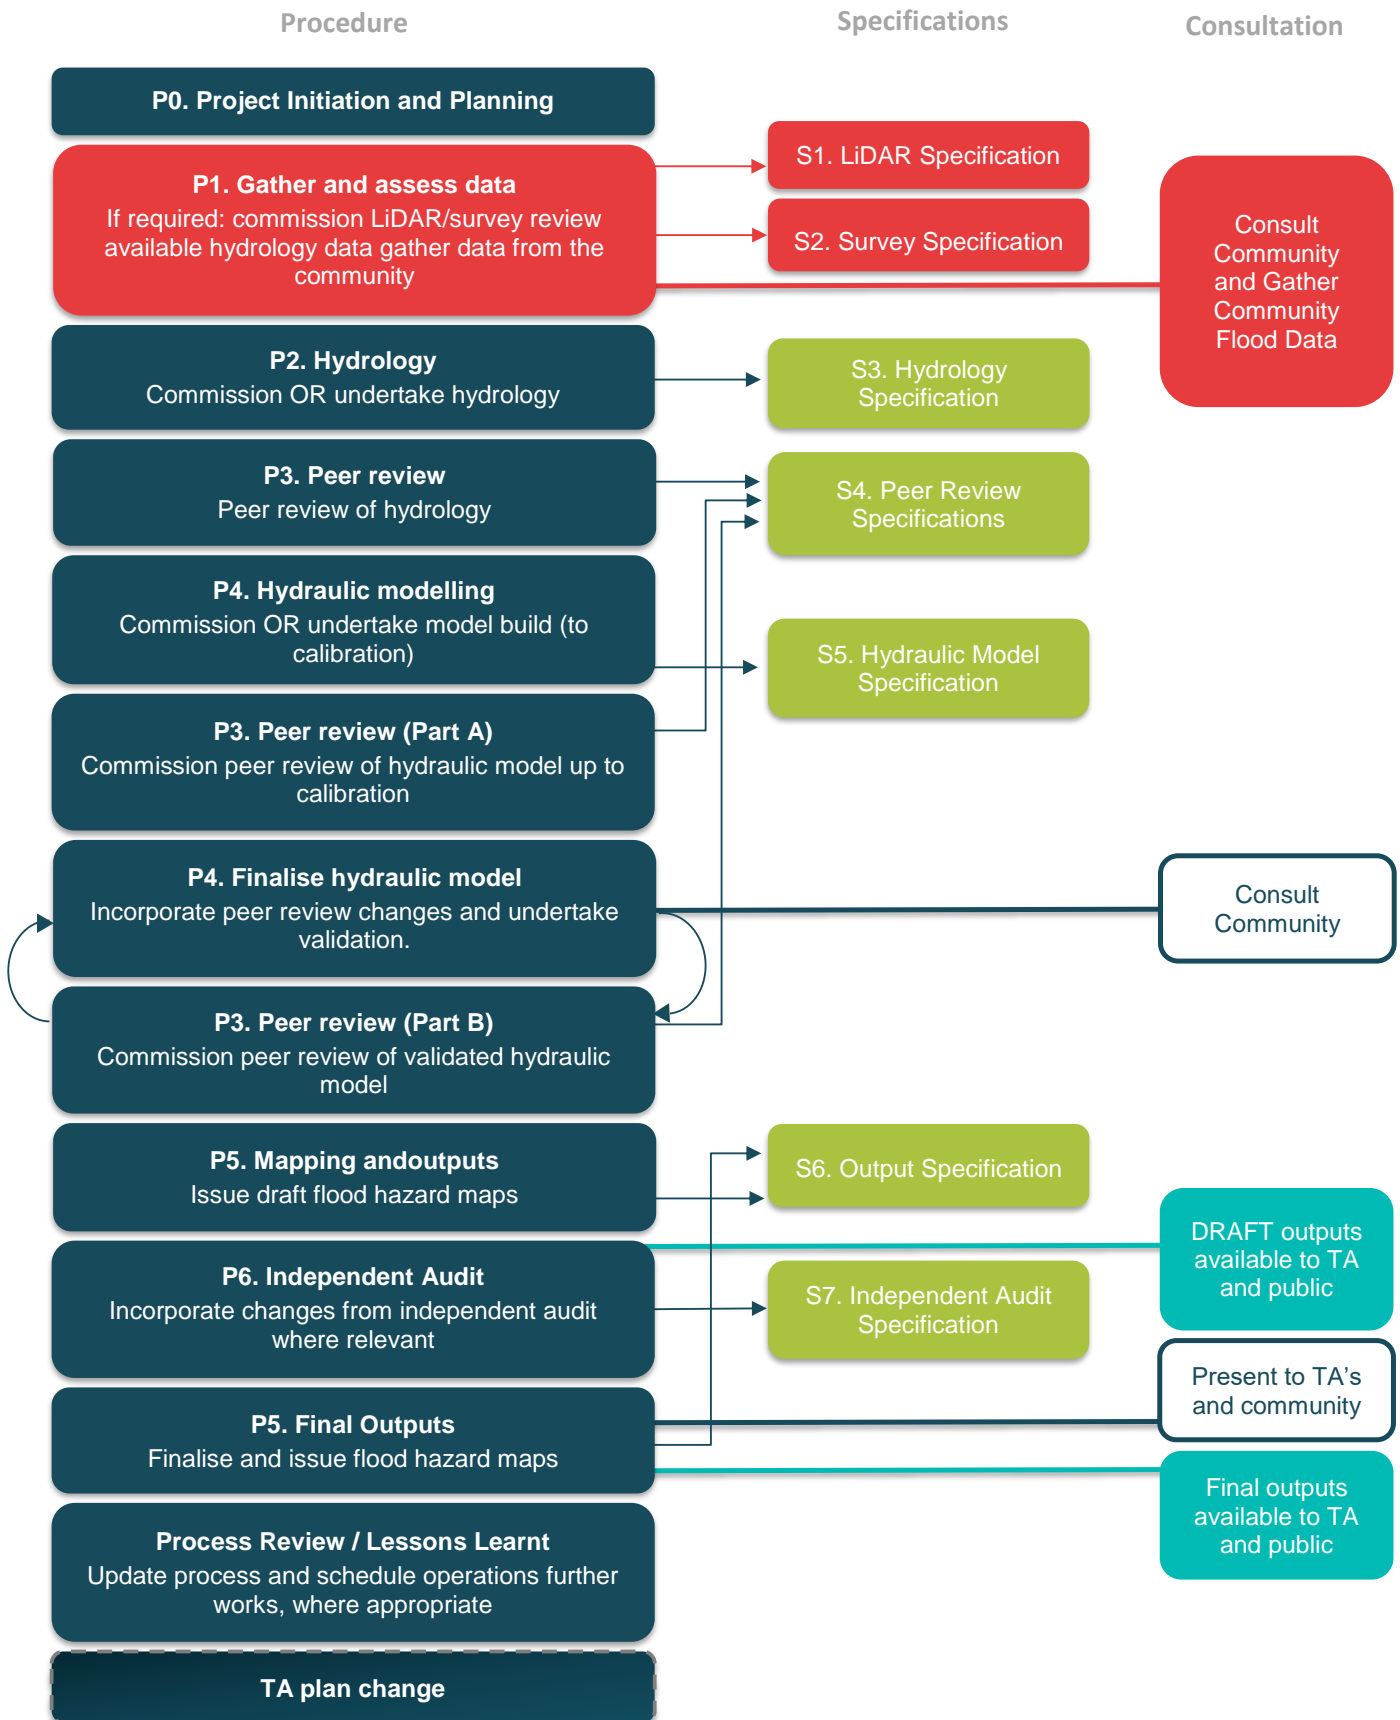 Procedure
Specifications
Consultation
P0. Project Initiation and Planning
P1. Gather and assess data
If required: commission LiDAR/survey review
available hydrology data gather data from the
community
S1. LiDAR Specification
S2. Survey Specification
Consult
Community
and Gather
Community
Flood Data
P2. Hydrology
Commission OR undertake hydrology
S3. Hydrology
Specification
P3. Peer review
Peer review of hydrology
S4. Peer Review
Specifications
P4. Hydraulic modelling
Commission OR undertake model build (to
calibration)
S5. Hydraulic Model
Specification
P3. Peer review (Part A)
Commission peer review of hydraulic model up to
calibration
P4. Finalise hydraulic model
Incorporate peer review changes and undertake
validation.
Consult
Community
P3. Peer review (Part B)
Commission peer review of validated hydraulic
model
P5. Mapping andoutputs
Issue draft flood hazard maps
S6. Output Specification
DRAFT outputs
available to TA
and public
P6. Independent Audit
Incorporate changes from independent audit
where relevant
S7. Independent Audit
Specification
Present to TA's
and community
P5. Final Outputs
Finalise and issue flood hazard maps
Final outputs
available to TA
and public
Process Review / Lessons Learnt
Update process and schedule operations further
works, where appropriate
TA plan change